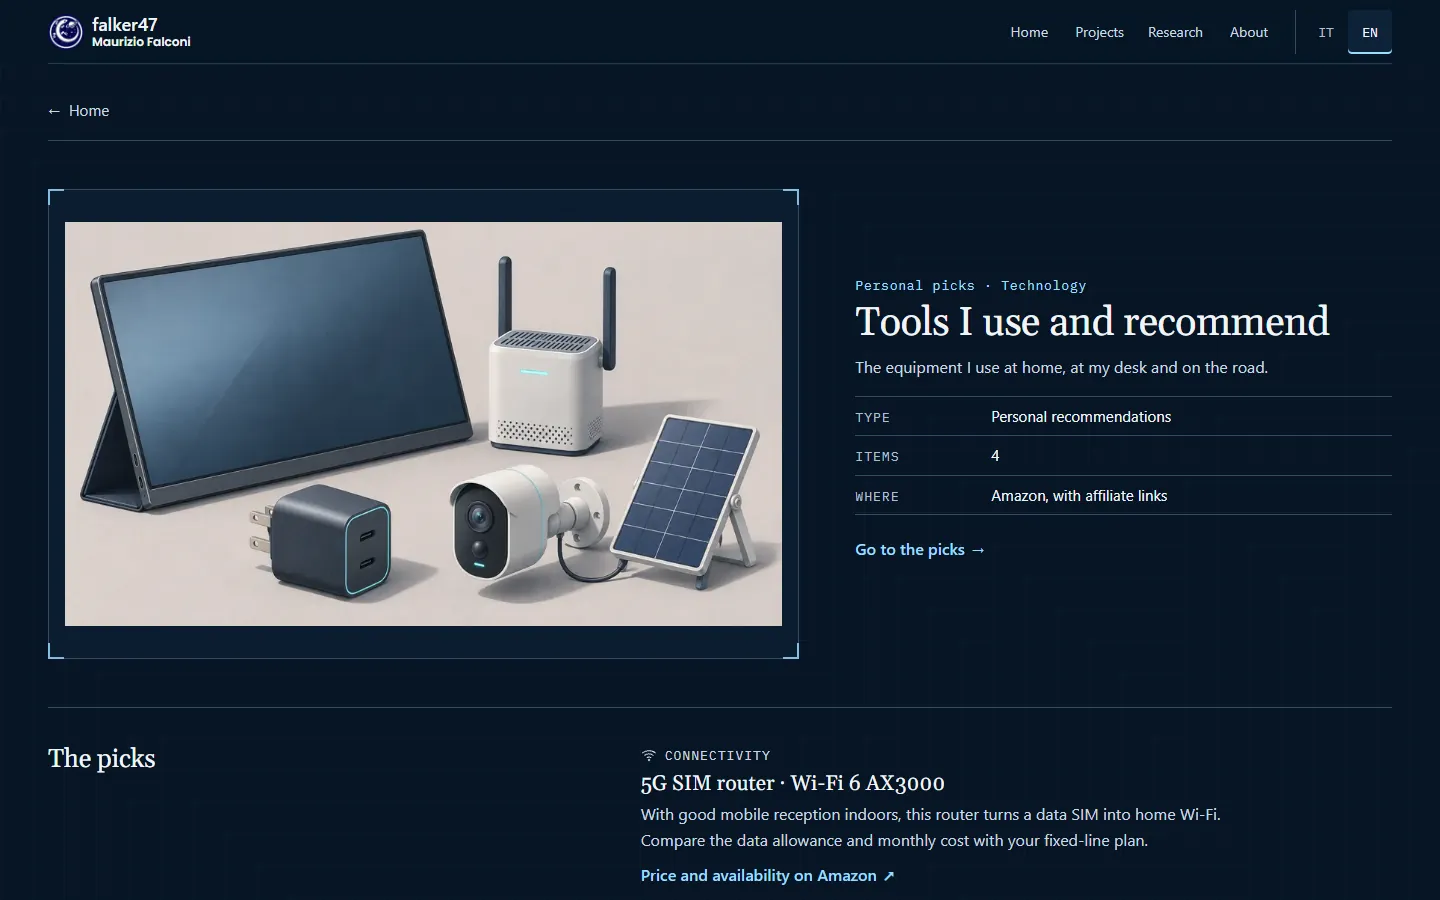 falker47
Maurizio Falconi
Home
Projects
Research
About
IT
EN
← Home
Personal picks · Technology
Tools I use and recommend
The equipment I use at home, at my desk and on the road.
TYPE Personal recommendations
ITEMS 4
WHERE Amazon, with affiliate links
Go to the picks →
The picks
CONNECTIVITY
5G SIM router · Wi-Fi 6 AX3000
With good mobile reception indoors, this router turns a data SIM into home Wi-Fi.
Compare the data allowance and monthly cost with your fixed-line plan.
Price and availability on Amazon ↗